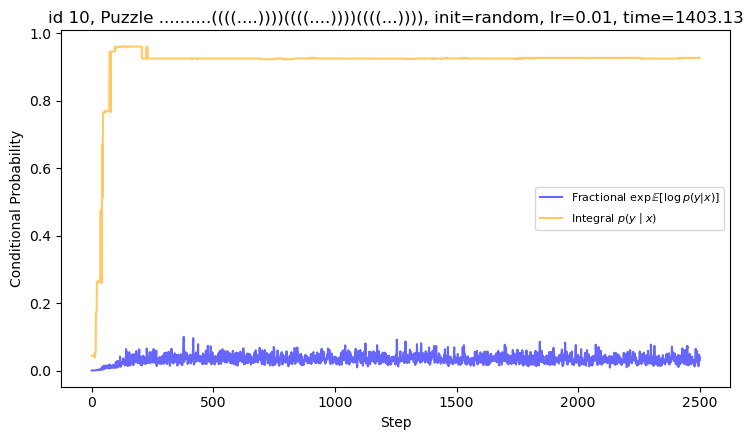 id 10, Puzzle ..........((((....))))((((....))))((((...)))), init=random, lr=0.01, time=1403.13
1.0
0.8
0.6
0.4
0.2
0.0
Conditional Probability
Fractional exp𝔼[log p(y|x)]
Integral p(y | x)
0
500
1000
1500
2000
2500
Step